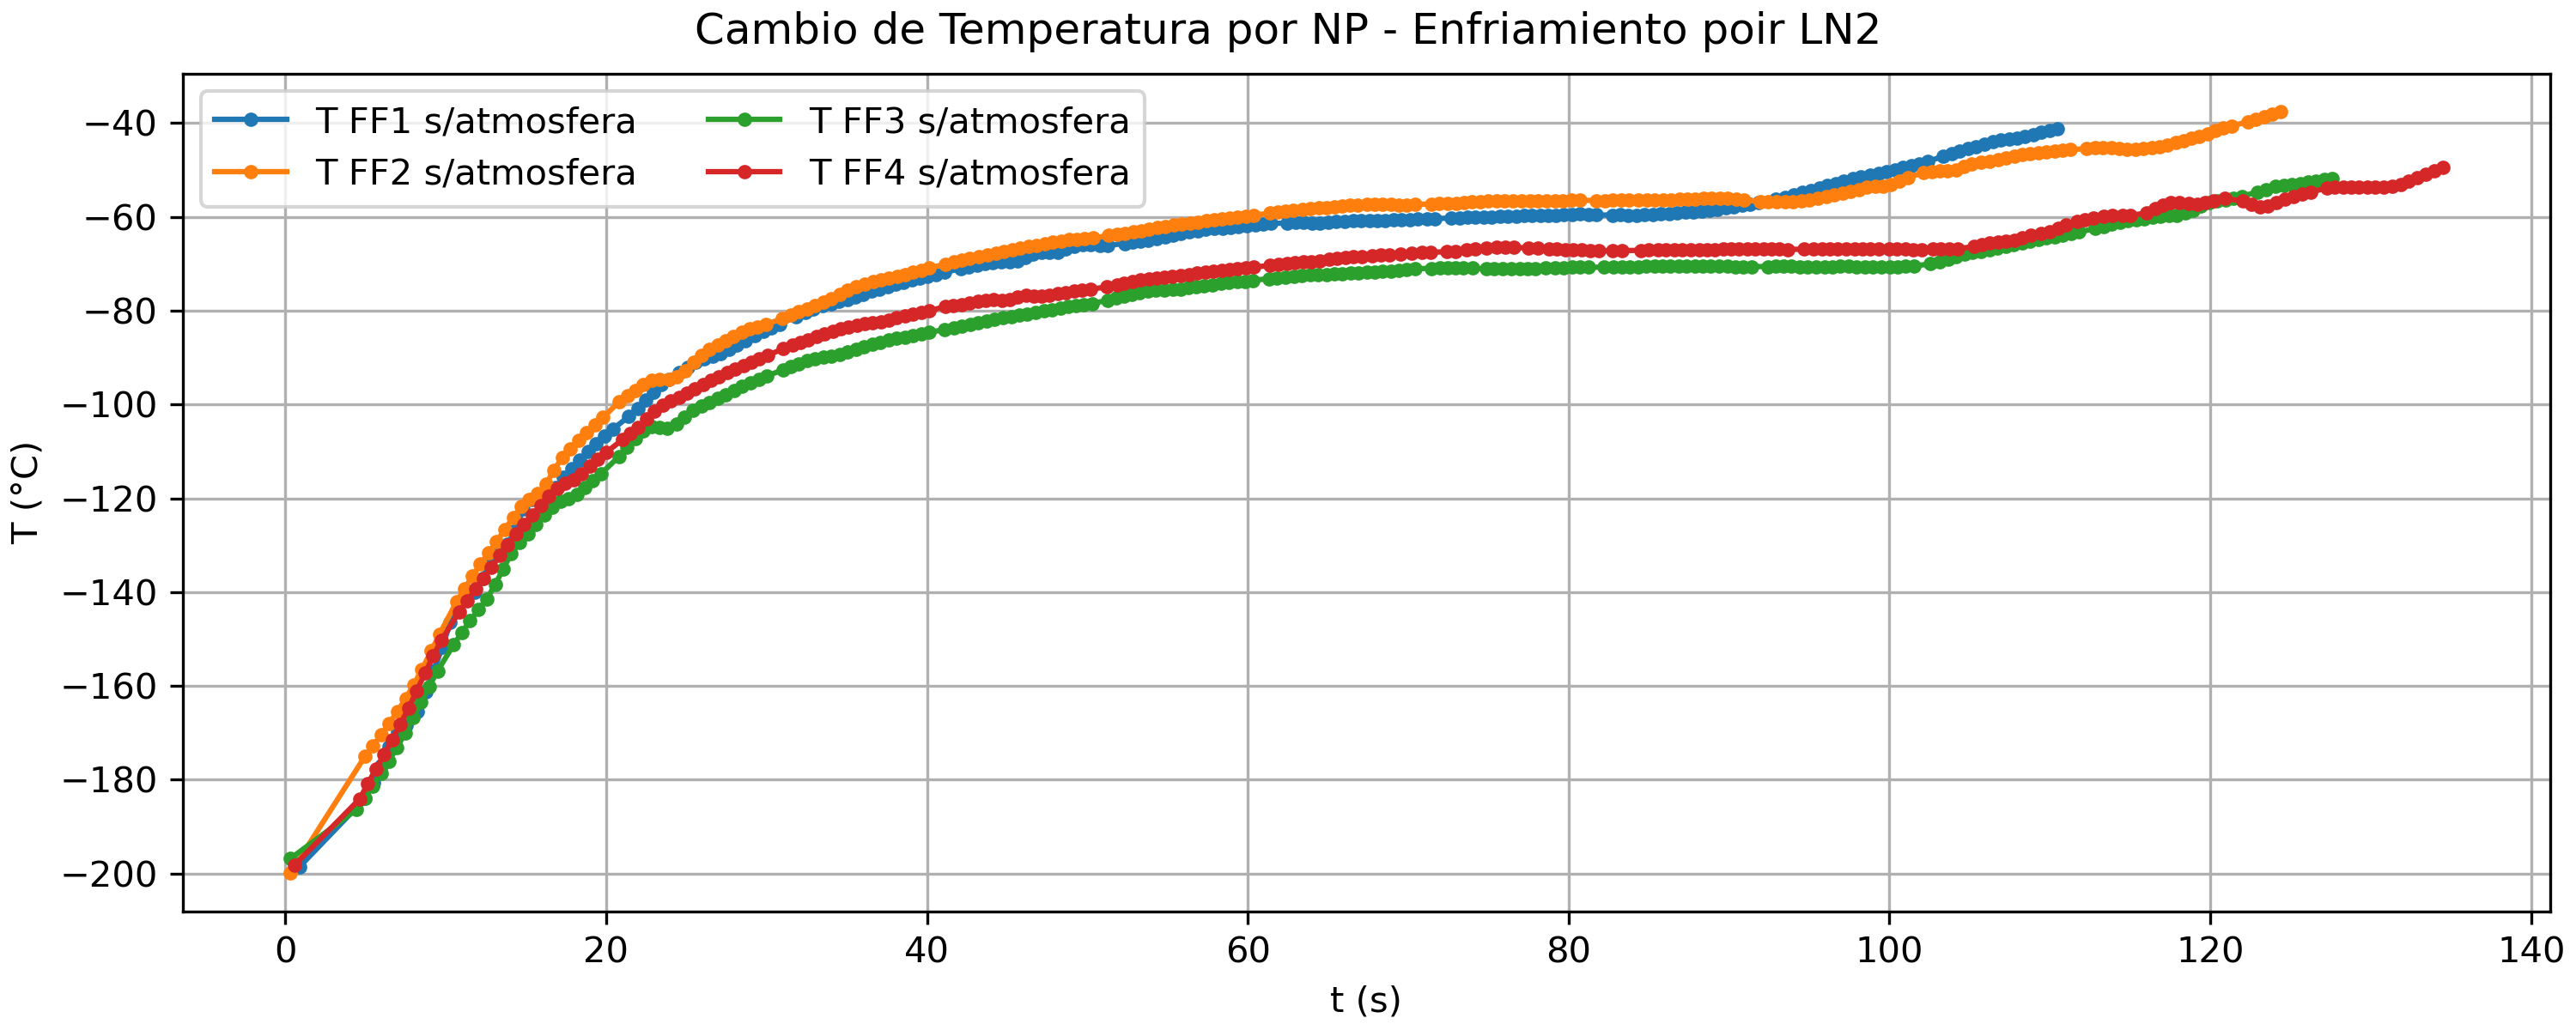 Cambio de Temperatura por NP - Enfriamiento poir LN2
T FF1 s/atmosfera
T FF2 s/atmosfera
T FF3 s/atmosfera
T FF4 s/atmosfera
T (°C)
−40
−60
−80
−100
−120
−140
−160
−180
−200
0 20 40 60 80 100 120 140
t (s)